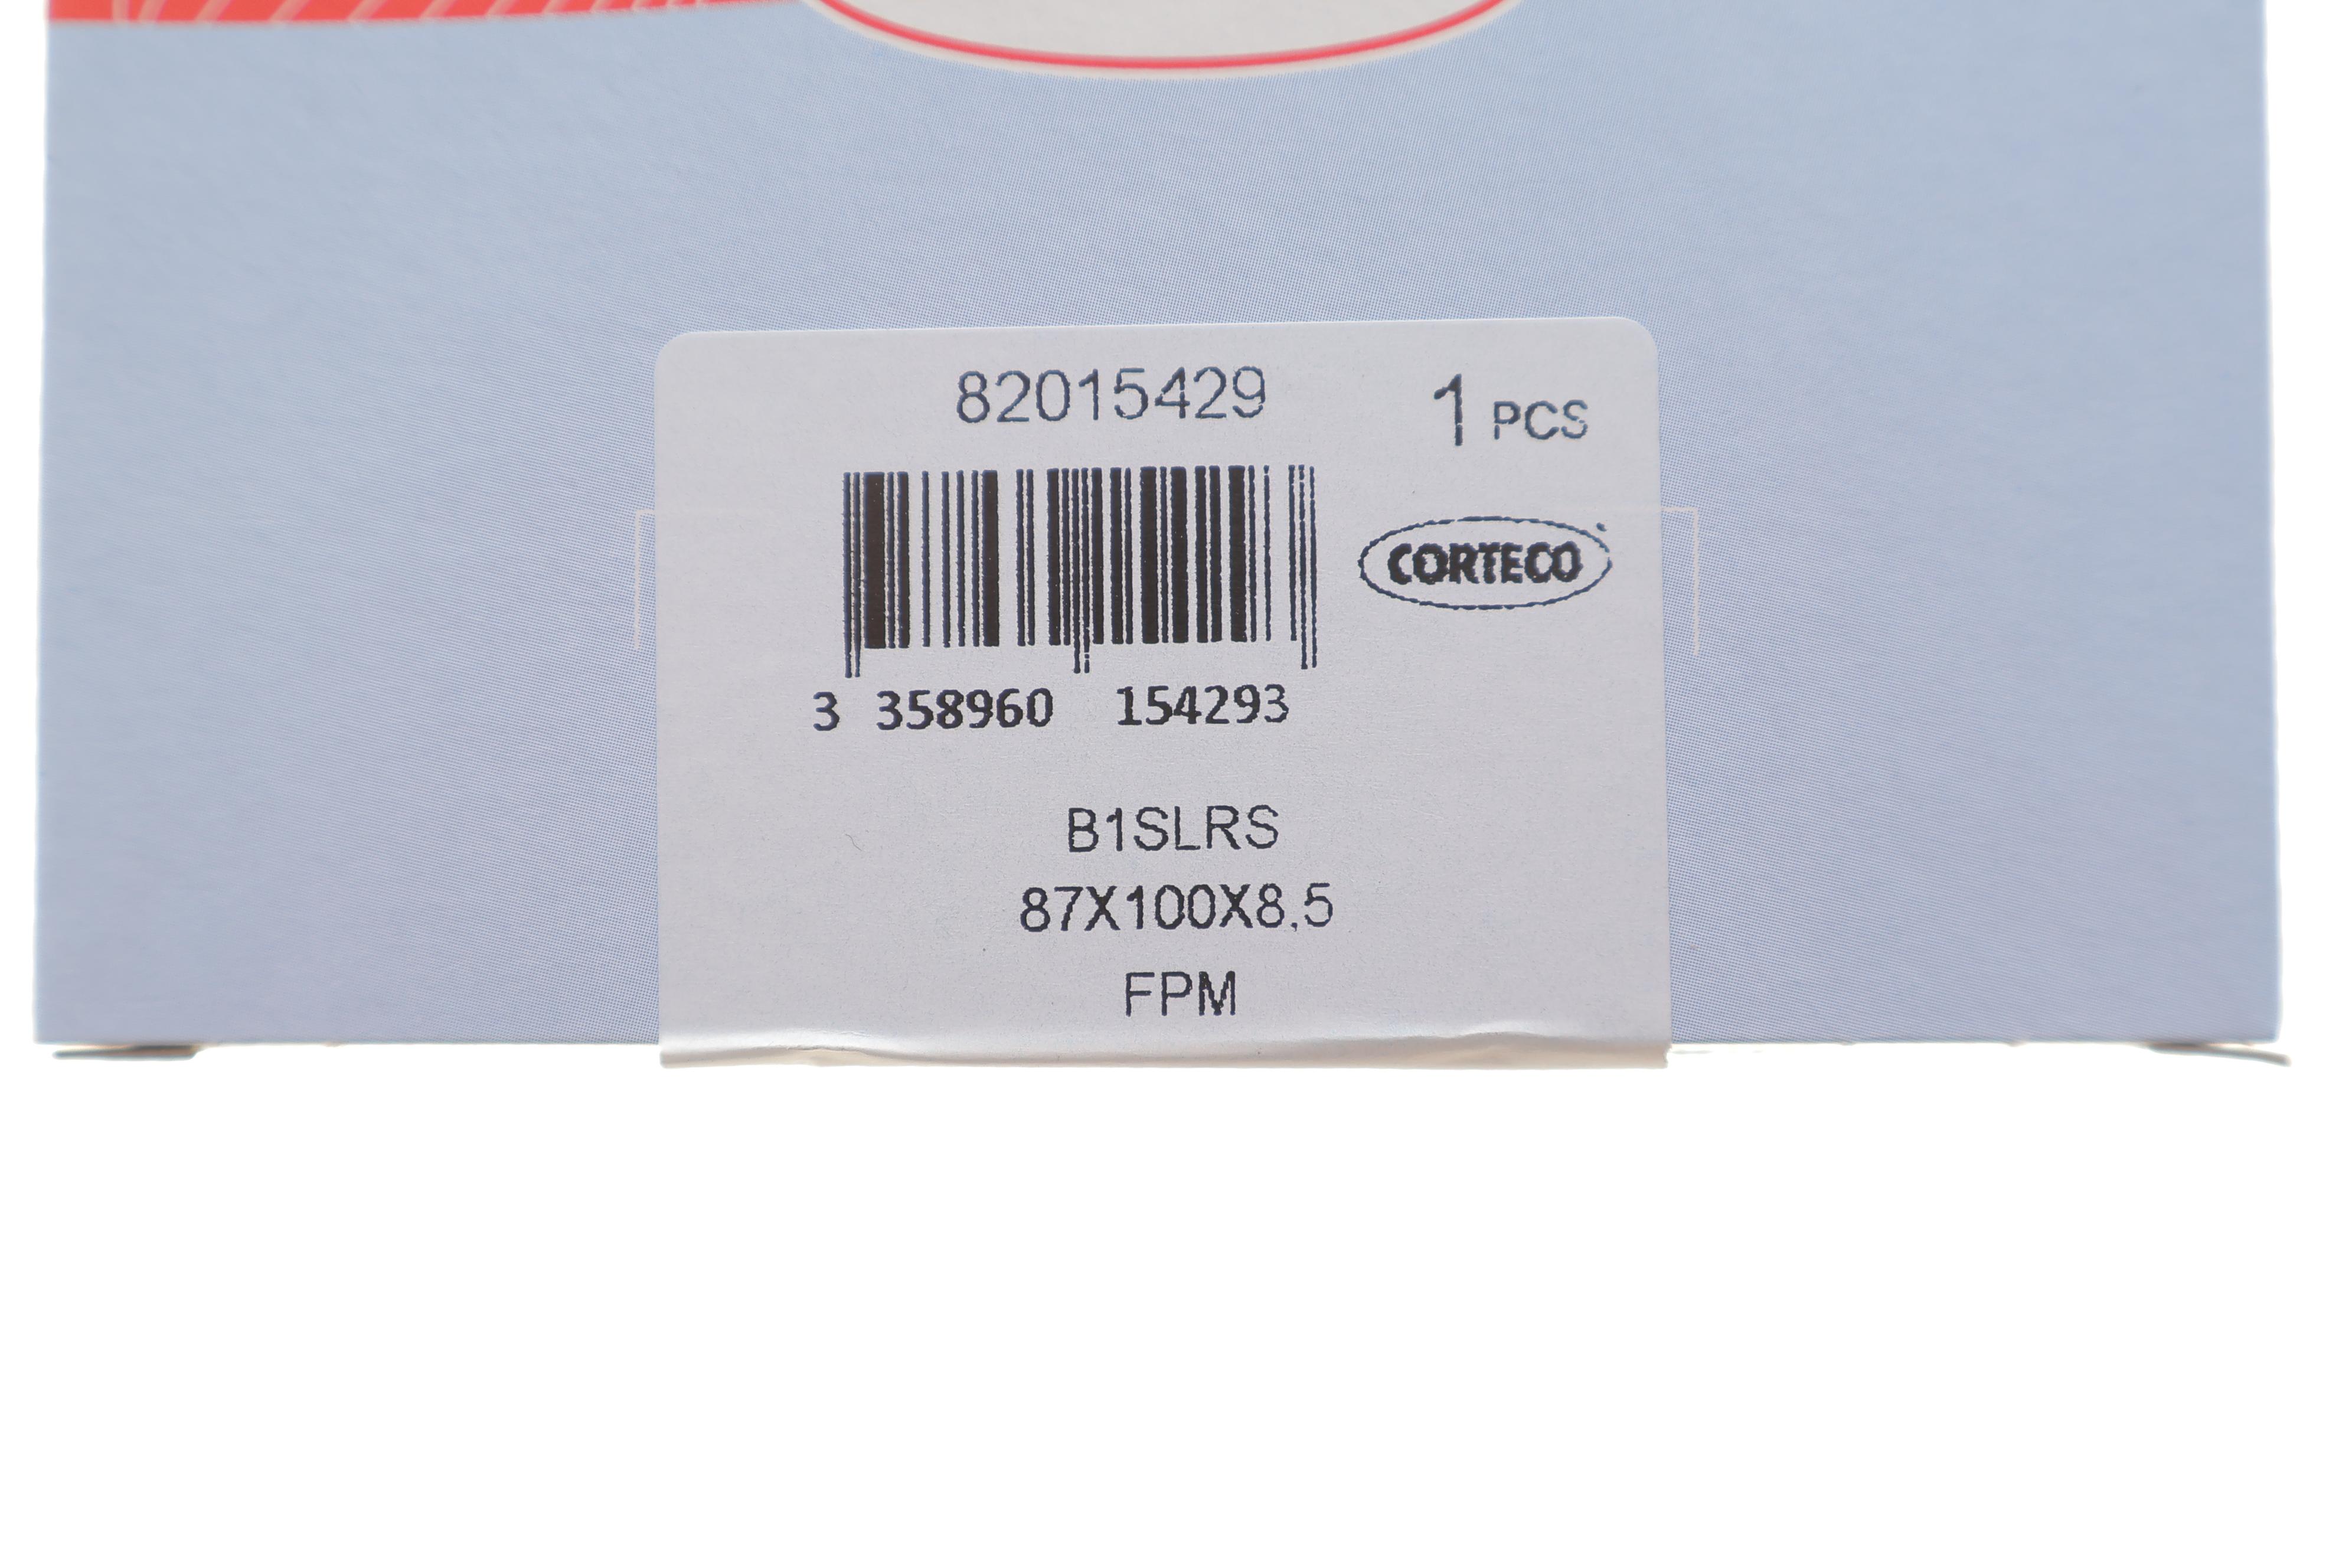 82015429
1 PCS
CORTECO
3 358960 154293
B1SLRS
87X100X8,5
FPM